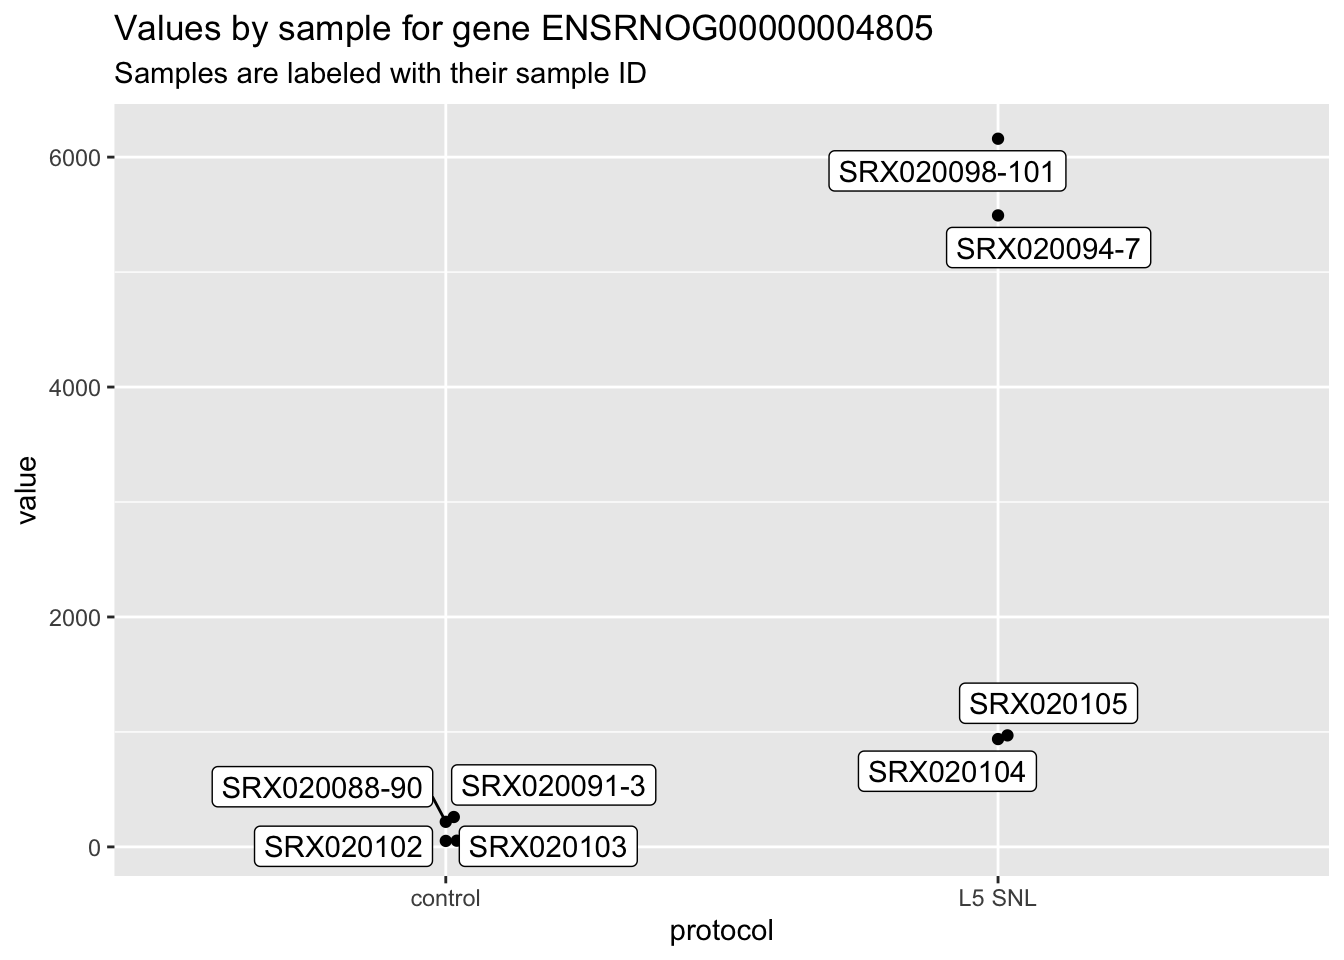 Values by sample for gene ENSRNOG00000004805
Samples are labeled with their sample ID
6000
SRX020098-101
SRX020094-7
4000
value
2000
SRX020105
SRX020104
SRX020088-90
SRX020091-3
0
SRX020102
SRX020103
control
L5 SNL
protocol